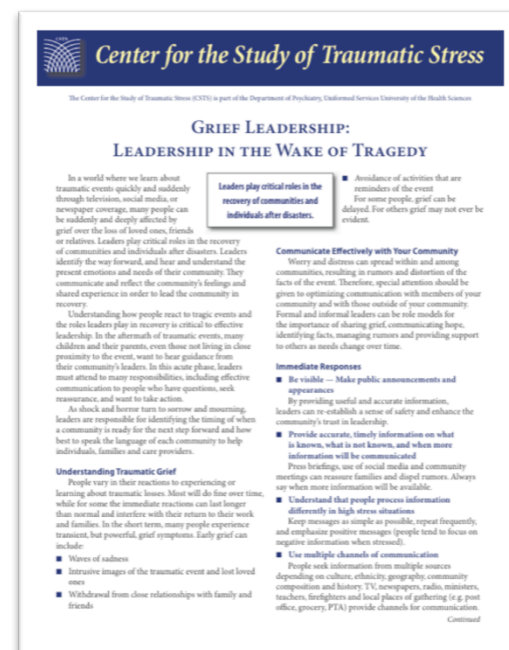 CSTS
Center for the Study of Traumatic Stress
The Center for the Study of Traumatic Stress (CSTS) is part of the Department of Psychiatry, Uniformed Services University of the Health Sciences
GRIEF LEADERSHIP:
LEADERSHIP IN THE WAKE OF TRAGEDY
In a world where we learn about
traumatic events quickly and suddenly
through television, social media, or
newspaper coverage, many people can
be suddenly and deeply affected by
grief over the loss of loved ones, friends
or relatives. Leaders play critical roles in the recovery
of communities and individuals after disasters. Leaders
identify the way forward, and hear and understand the
present emotions and needs of their community. They
communicate and reflect the community's feelings and
shared experience in order to lead the community in
recovery.
Understanding how people react to tragic events and
the roles leaders play in recovery is critical to effective
leadership. In the aftermath of traumatic events, many
children and their parents, even those not living in close
proximity to the event, want to hear guidance from
their community's leaders. In this acute phase, leaders
must attend to many responsibilities, including effective
communication to people who have questions, seek
reassurance, and want to take action.
As shock and horror turn to sorrow and mourning,
leaders are responsible for identifying the timing of when
a community is ready for the next step forward and how
best to speak the language of each community to help
individuals, families and care providers.
Understanding Traumatic Grief
People vary in their reactions to experiencing or
learning about traumatic losses. Most will do fine over time,
while for some the immediate reactions can last longer
than normal and interfere with their return to their work
and families. In the short term, many people experience
transient, but powerful, grief symptoms. Early grief can
include:
■ Waves of sadness
■ Intrusive images of the traumatic event and lost loved
ones
■ Withdrawal from close relationships with family and
friends
Leaders play critical roles in the
recovery of communities and
individuals after disasters.
■ Avoidance of activities that are
reminders of the event
For some people, grief can be
delayed. For others grief may not ever be
evident.
Communicate Effectively with Your Community
Worry and distress can spread within and among
communities, resulting in rumors and distortion of the
facts of the event. Therefore, special attention should be
given to optimizing communication with members of your
community and with those outside of your community.
Formal and informal leaders can be role models for
the importance of sharing grief, communicating hope,
identifying facts, managing rumors and providing support
to others as needs change over time.
Immediate Responses
■ Be visible — Make public announcements and
appearances
By providing useful and accurate information,
leaders can re-establish a sense of safety and enhance the
community's trust in leadership.
■ Provide accurate, timely information on what
is known, what is not known, and when more
information will be communicated
Press briefings, use of social media and community
meetings can reassure families and dispel rumors. Always
say when more information will be available.
■ Understand that people process information
differently in high stress situations
Keep messages as simple as possible, repeat frequently,
and emphasize positive messages (people tend to focus on
negative information when stressed).
■ Use multiple channels of communication
People seek information from multiple sources
depending on culture, ethnicity, geography, community
composition and history. TV, newspapers, radio, ministers,
teachers, firefighters and local places of gathering (e.g. post
office, grocery, PTA) provide channels for communication.
Continued